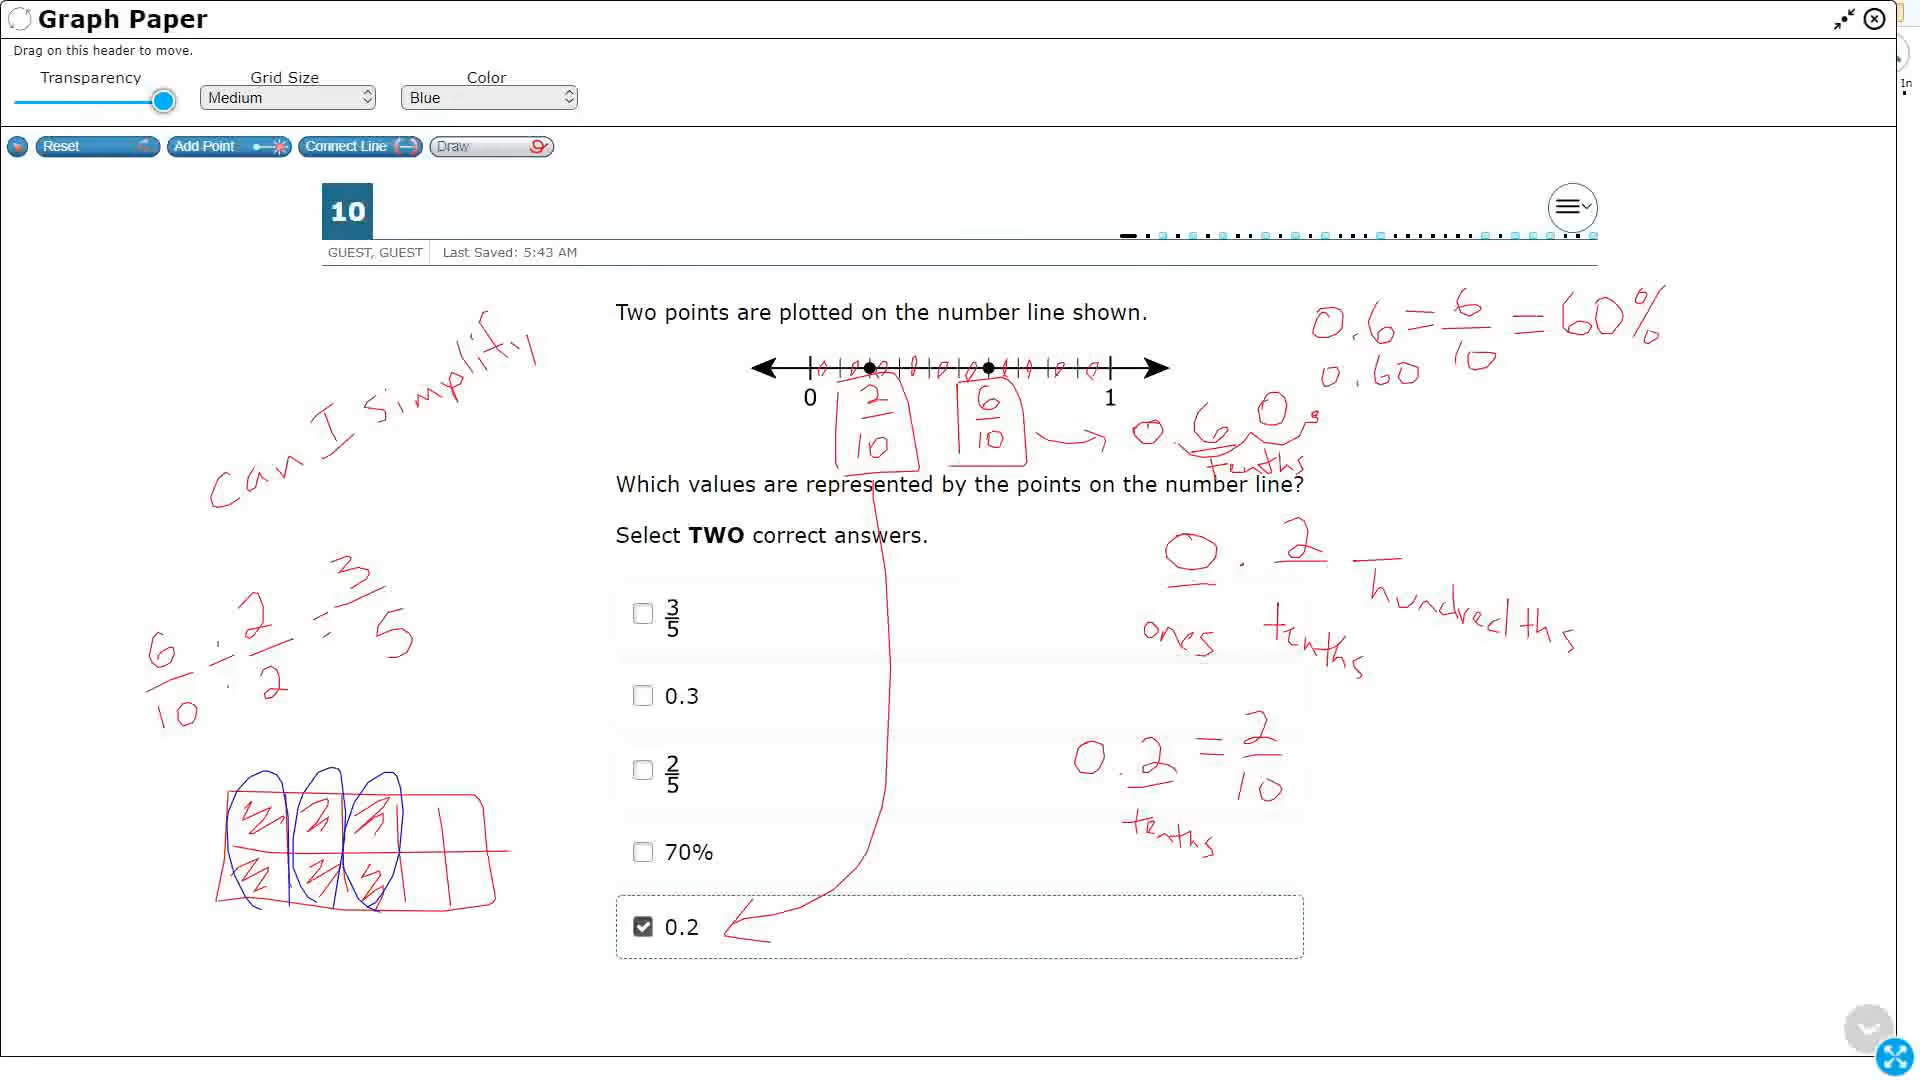 Graph Paper
Drag on this header to move.
Transparency Grid Size Color
Medium Blue
Reset Add Point Connect Line Draw
10
GUEST, GUEST Last Saved: 5:43 AM
Two points are plotted on the number line shown.
0.6 = 6/10 = 60%
0.60
0 1
2/10
6/10
0.60
tenths
can I simplify
Which values are represented by the points on the number line?
Select TWO correct answers.
0.2
ones tenths hundredths
6/10 ÷ 2/2 = 3/5
3/5
0.3
2/5
70%
0.2
0.2 = 2/10
tenths